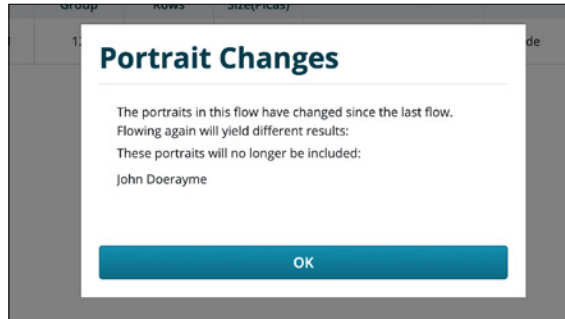 Group Rows Size(Picas)
de
Portrait Changes
The portraits in this flow have changed since the last flow.
Flowing again will yield different results:
These portraits will no longer be included:
John Doerayme
OK